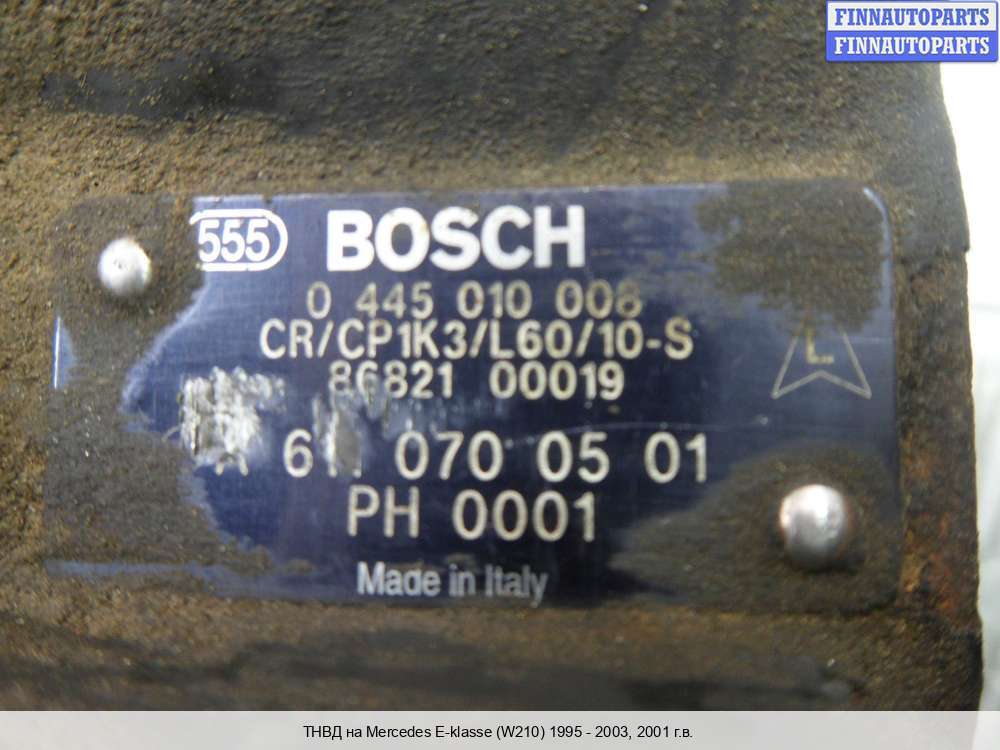 FINNAUTOPARTS
FINNAUTOPARTS
555 BOSCH
0 445 010 008
CR/CP1K3/L60/10-S
L
86821 00019
A 611 070 05 01
PH 0001
Made in Italy
ТНВД на Mercedes E-klasse (W210) 1995 - 2003, 2001 г.в.